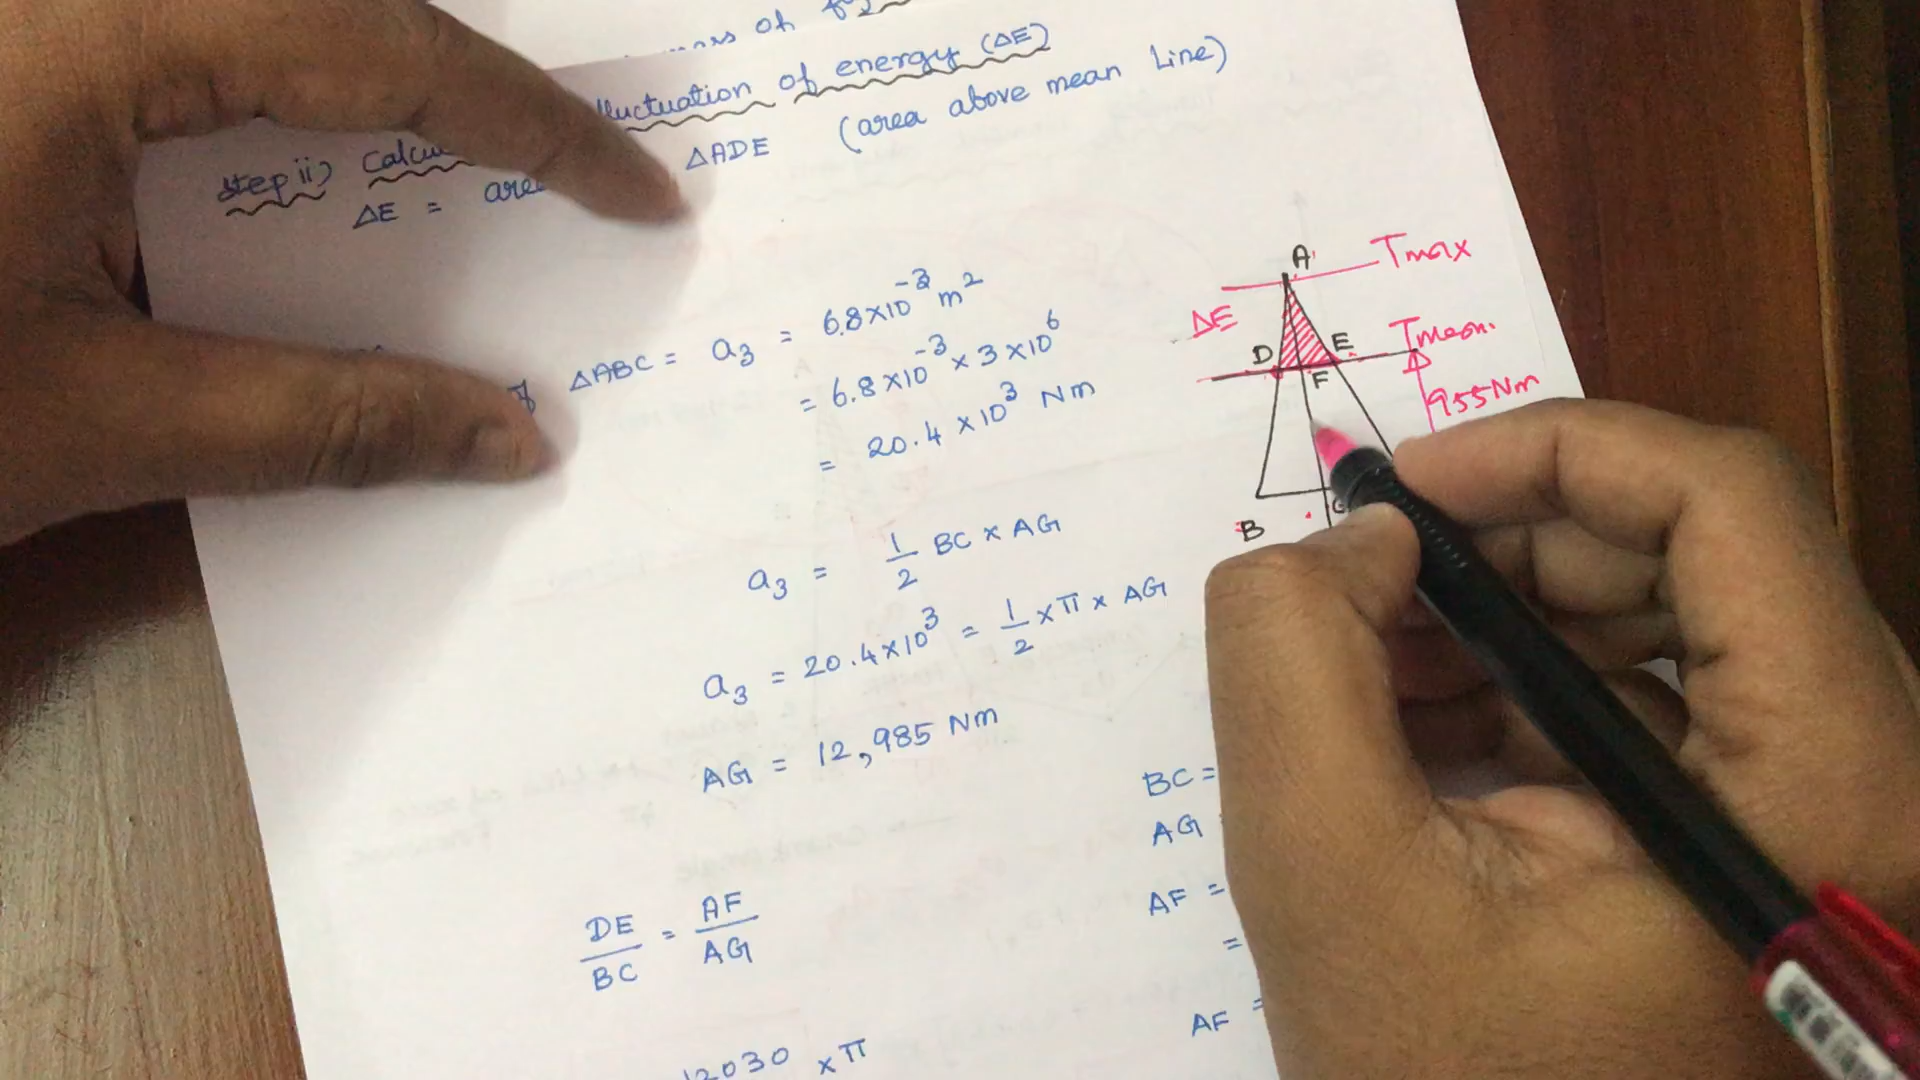 mass of
fluctuation of energy (ΔE)
step ii)
ΔE = ΔADE (area above mean Line)
ΔABC = a₃ = 6.8×10⁻³ m²
= 6.8×10⁻³ × 3×10⁶
= 20.4 ×10³ Nm
a₃ = 1/2 BC × AG
a₃ = 20.4×10³ = 1/2 × π × AG
AG = 12,985 Nm
DE/BC = AF/AG
12030 × π
BC =
AG
AF =
=
AF =
A
Tmax
ΔE
Tmean.
D
E
F
955Nm
B
G